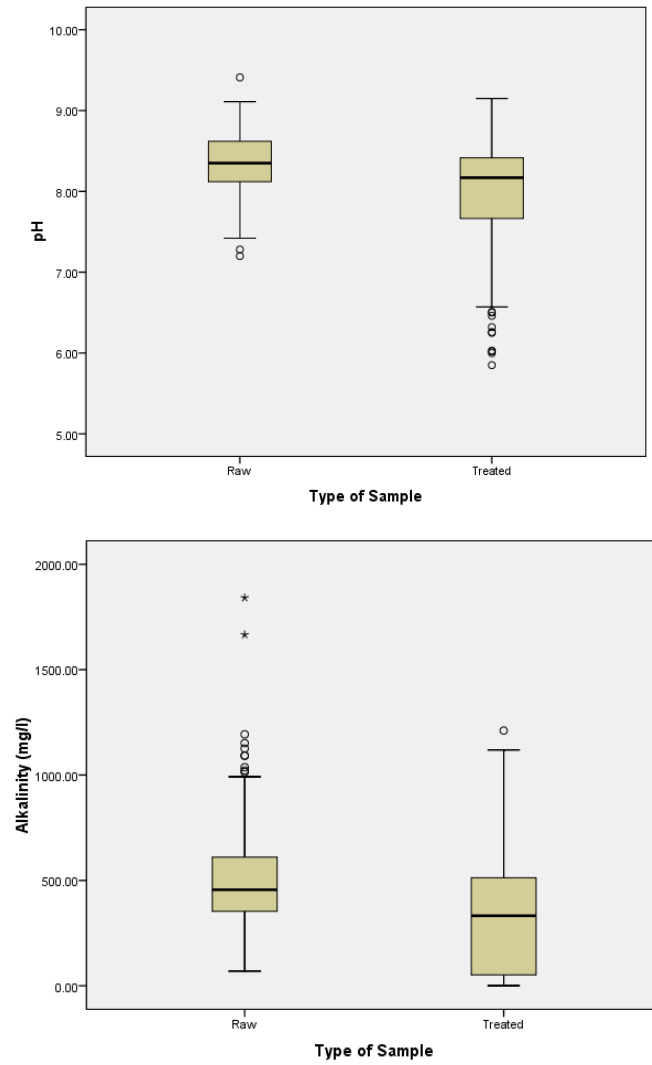 10.00
9.00
8.00
7.00
6.00
5.00
pH
Raw
Treated
Type of Sample
2000.00
1500.00
1000.00
500.00
0.00
Alkalinity (mg/l)
Raw
Treated
Type of Sample